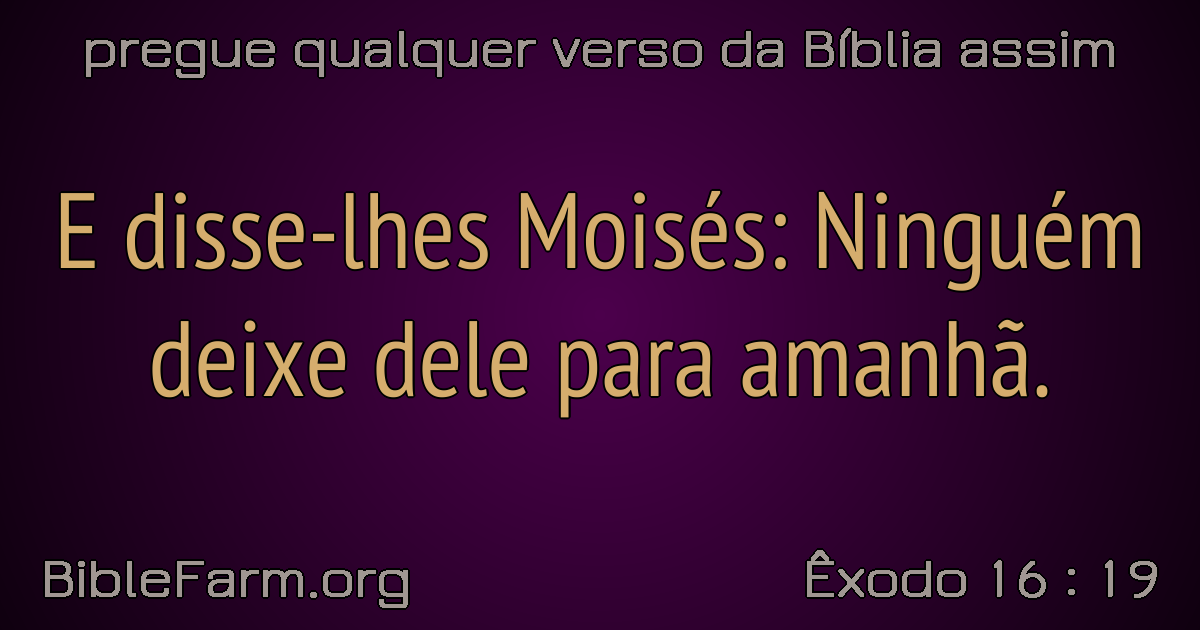 pregue qualquer verso da Bíblia assim
E disse-lhes Moisés: Ninguém
deixe dele para amanhã.
BibleFarm.org
Êxodo 16 : 19